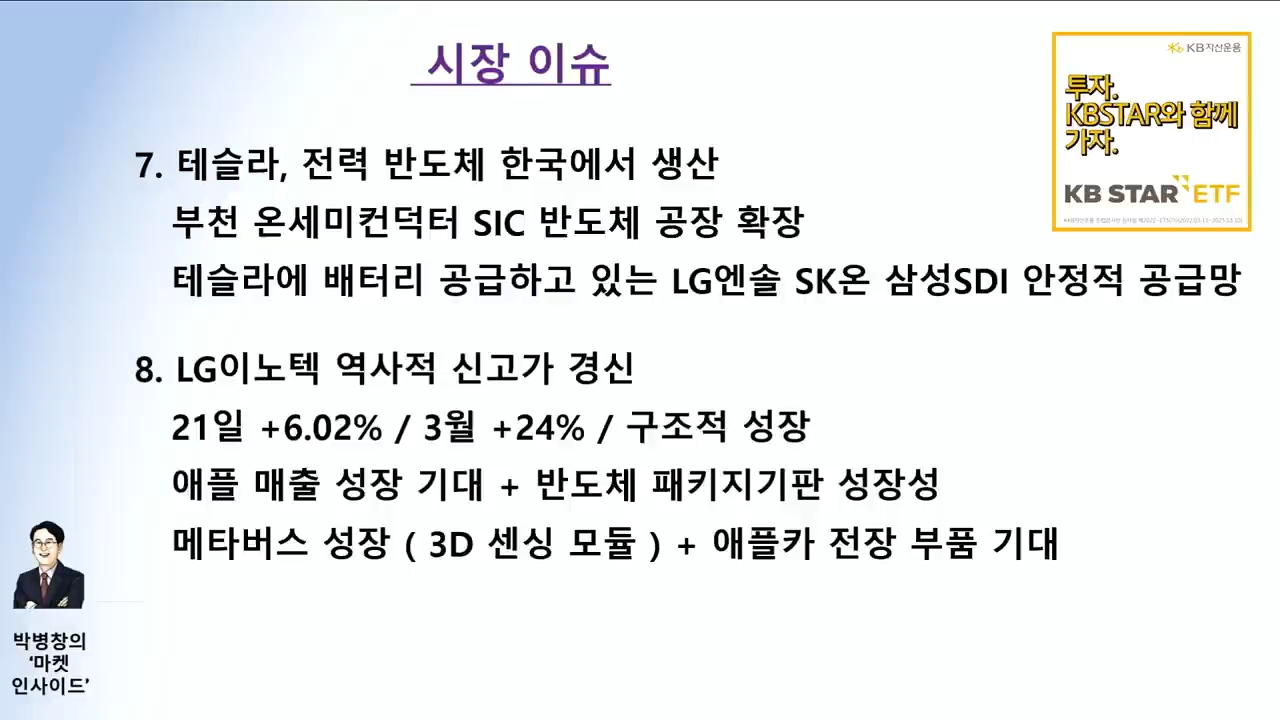 시장 이슈
KB자산운용
투자.
KBSTAR와 함께
가자.
KB STAR ETF
7. 테슬라, 전력 반도체 한국에서 생산
부천 온세미컨덕터 SIC 반도체 공장 확장
테슬라에 배터리 공급하고 있는 LG엔솔 SK온 삼성SDI 안정적 공급망
8. LG이노텍 역사적 신고가 경신
21일 +6.02% / 3월 +24% / 구조적 성장
애플 매출 성장 기대 + 반도체 패키지기판 성장성
메타버스 성장 ( 3D 센싱 모듈 ) + 애플카 전장 부품 기대
박병창의
‘마켓
인사이드’